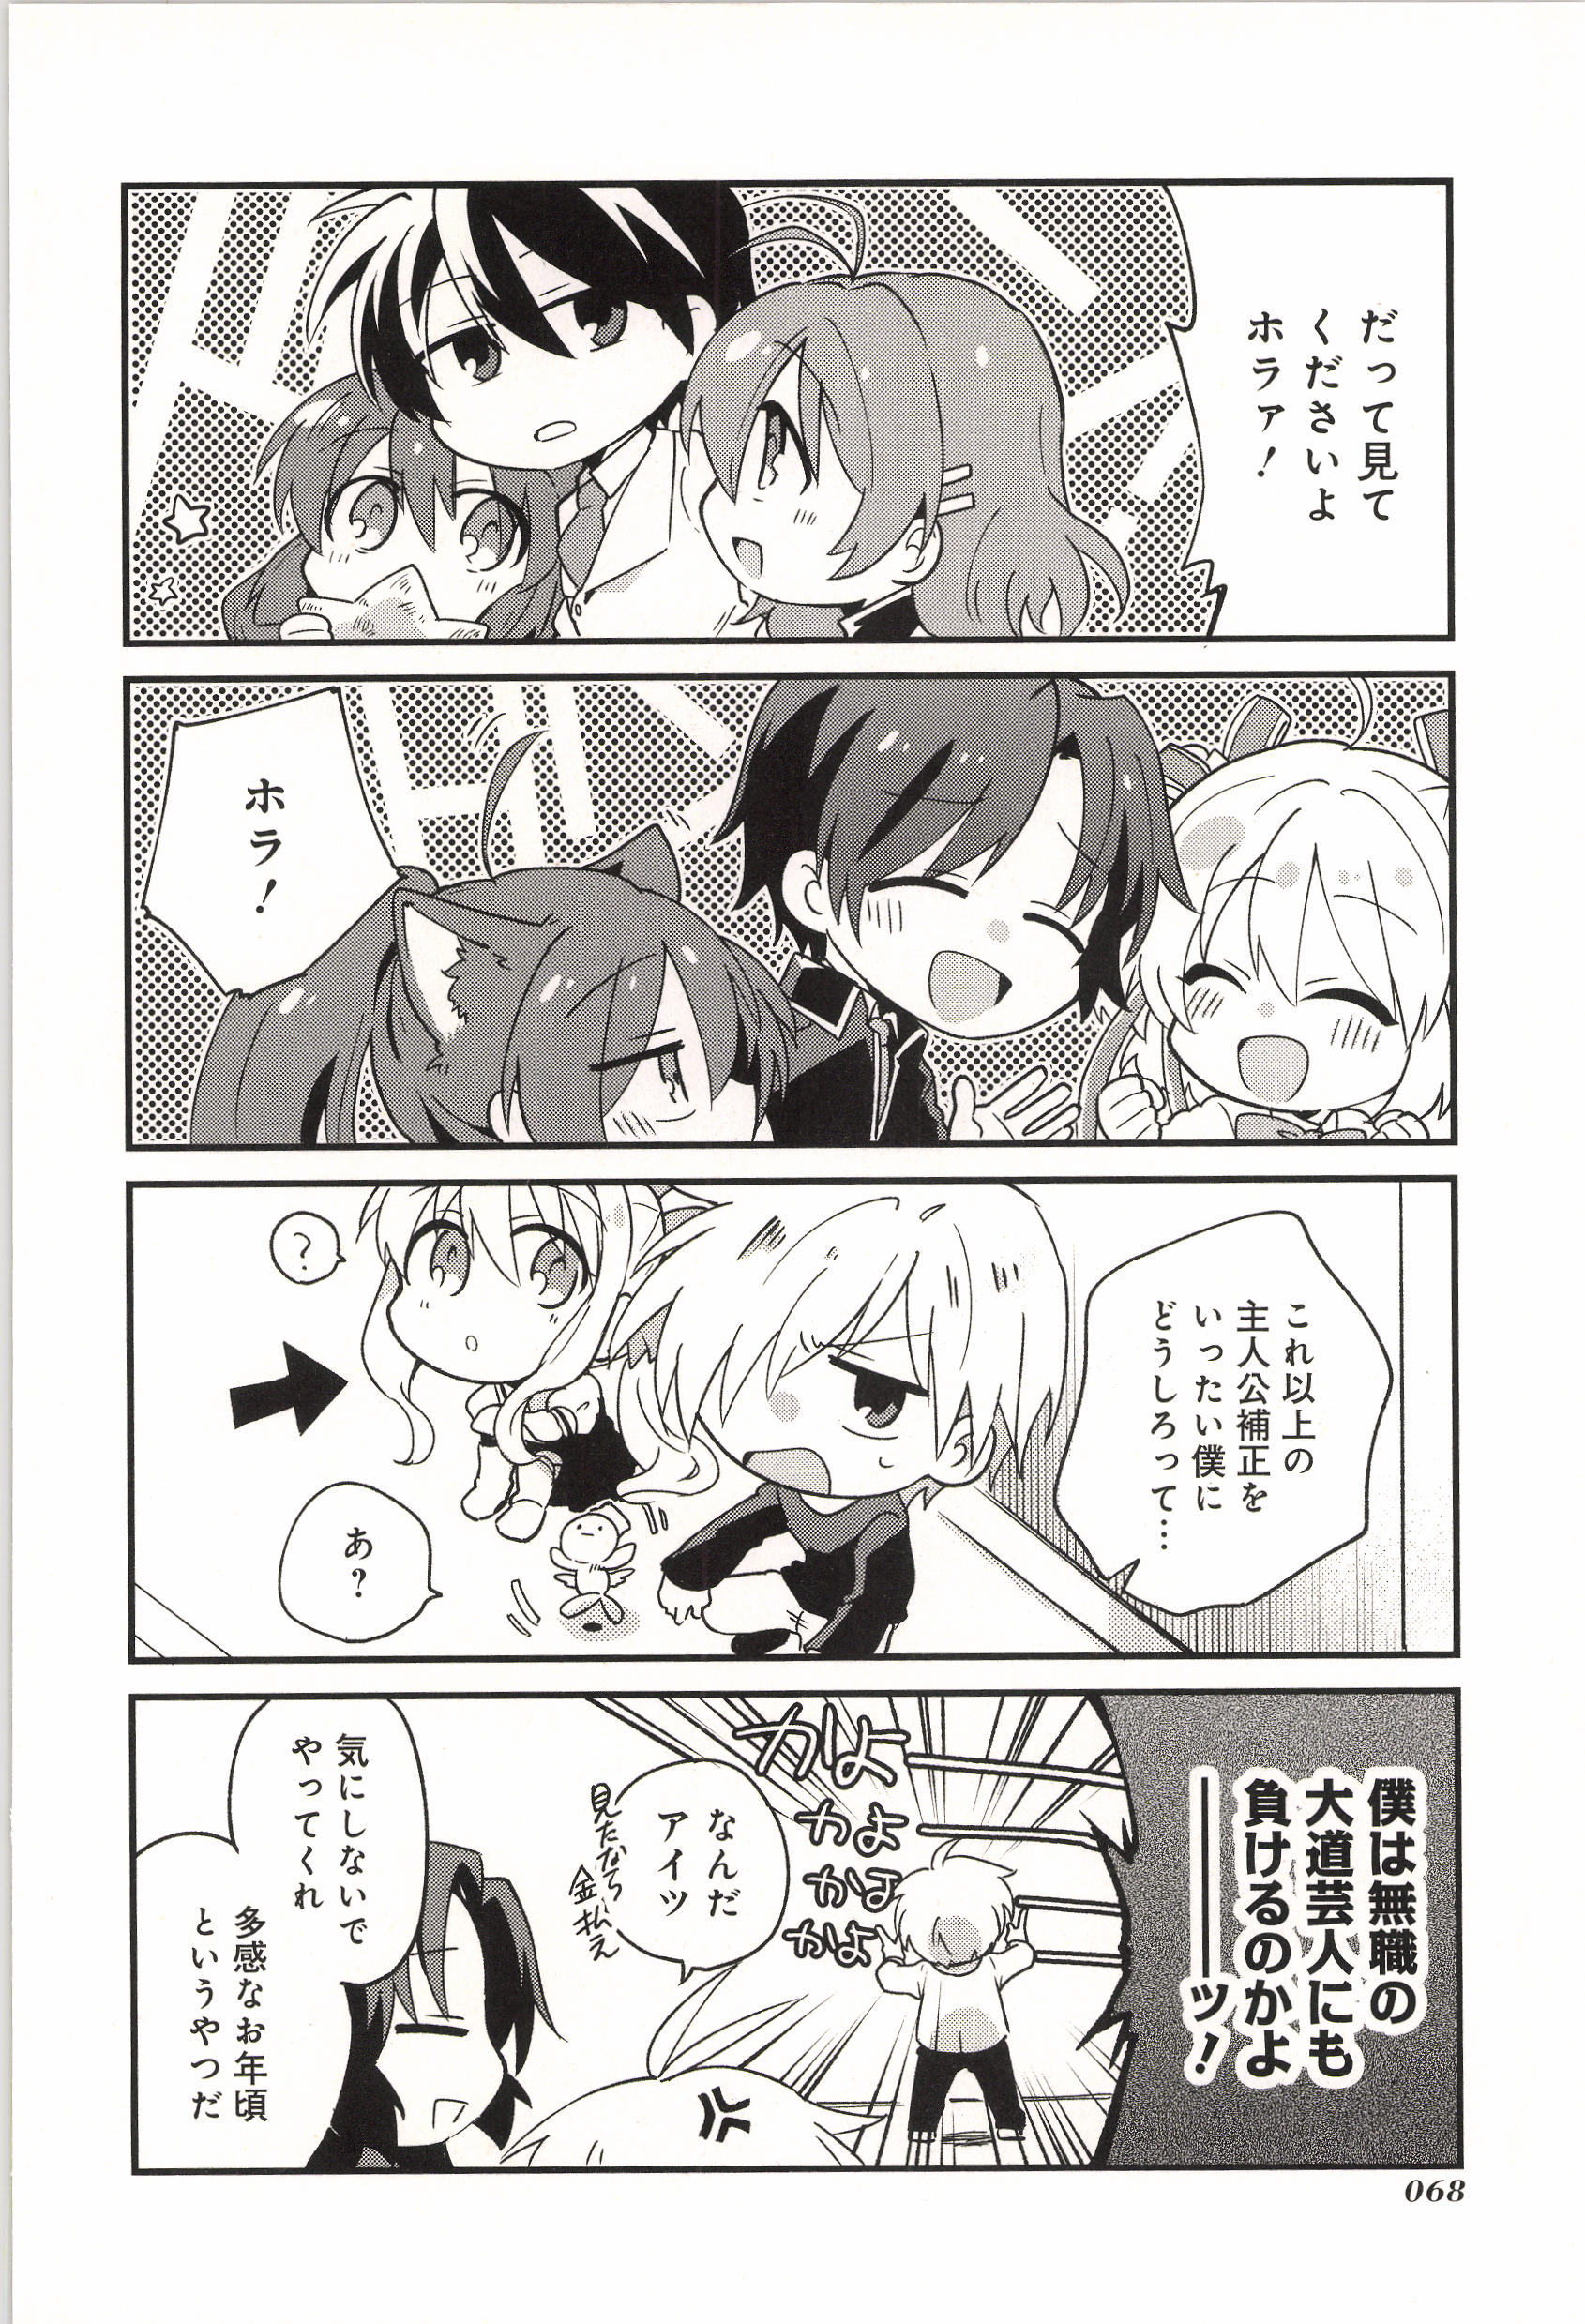 だって見て
くださいよ
ホラァ！
ホラ！
これ以上の
主人公補正を
いったい僕に
どうしろって…
？
あ？
僕は無職の
大道芸人にも
負けるのかよ
――ッ！
かよ
かよ
かよ
かよ
なんだ
アイツ
見たなら
金払え
気にしないで
やってくれ
多感なお年頃
というやつだ
068